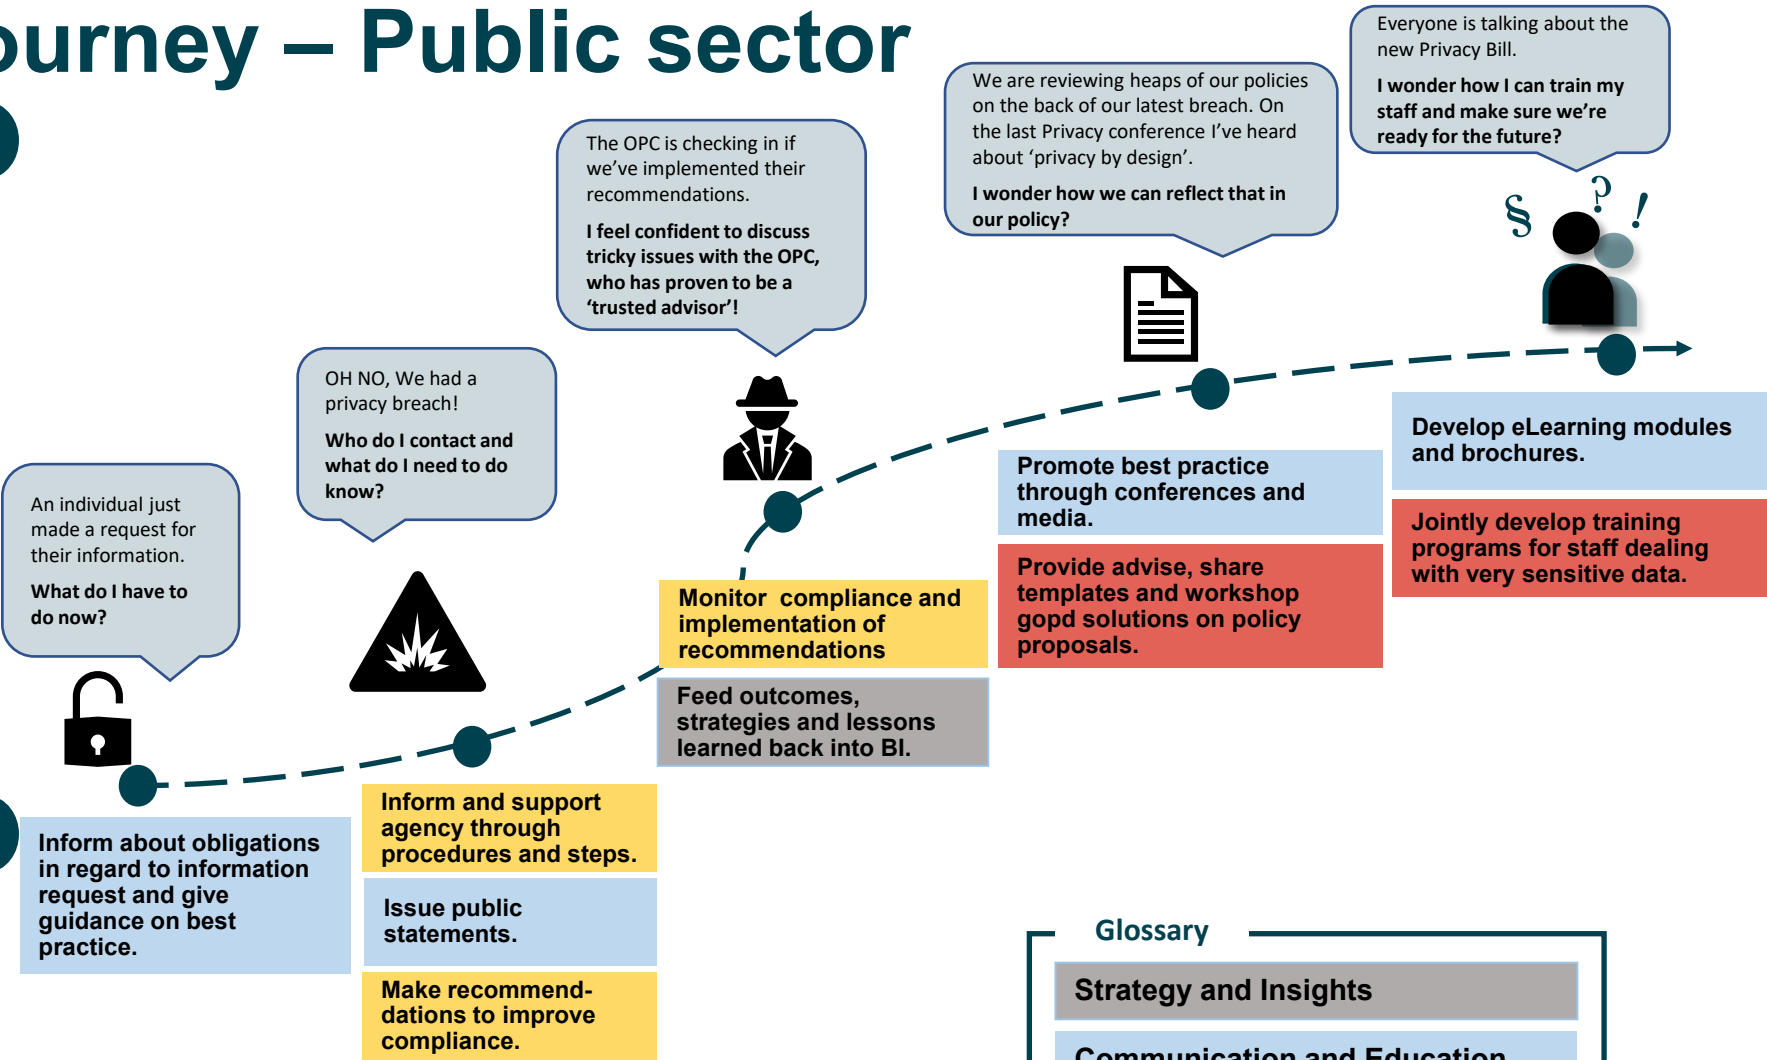 ourney – Public sector
Everyone is talking about the
new Privacy Bill.
I wonder how I can train my
staff and make sure we’re
ready for the future?
We are reviewing heaps of our policies
on the back of our latest breach. On
the last Privacy conference I’ve heard
about ‘privacy by design’.
I wonder how we can reflect that in
our policy?
The OPC is checking in if
we’ve implemented their
recommendations.
I feel confident to discuss
tricky issues with the OPC,
who has proven to be a
‘trusted advisor’!
OH NO, We had a
privacy breach!
Who do I contact and
what do I need to do
know?
An individual just
made a request for
their information.
What do I have to
do now?
§ ? !
Develop eLearning modules
and brochures.
Jointly develop training
programs for staff dealing
with very sensitive data.
Promote best practice
through conferences and
media.
Provide advise, share
templates and workshop
gopd solutions on policy
proposals.
Monitor compliance and
implementation of
recommendations
Feed outcomes,
strategies and lessons
learned back into BI.
Inform and support
agency through
procedures and steps.
Issue public
statements.
Make recommend-
dations to improve
compliance.
Inform about obligations
in regard to information
request and give
guidance on best
practice.
Glossary
Strategy and Insights
Communication and Education